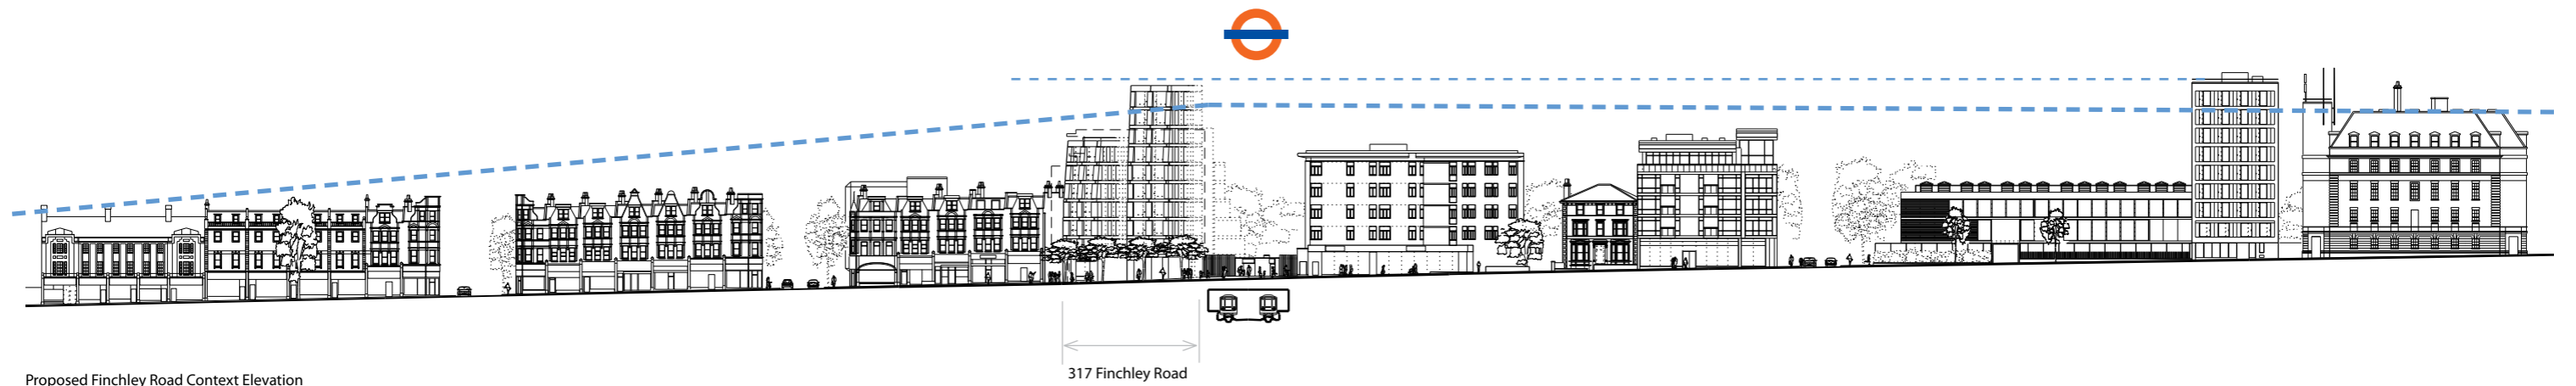 317 Finchley Road
Proposed Finchley Road Context Elevation